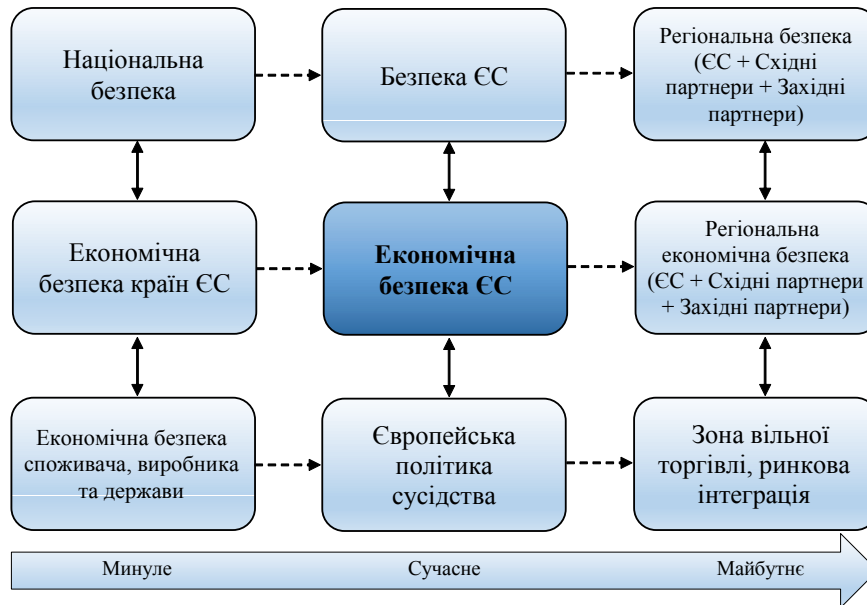 Національна
безпека
Безпека ЄС
Регіональна безпека
(ЄС + Східні
партнери + Західні
партнери)
Економічна
безпека країн ЄС
Економічна
безпека ЄС
Регіональна
економічна безпека
(ЄС + Східні партнери
+ Західні партнери)
Економічна безпека
споживача, виробника
та держави
Європейська
політика
сусідства
Зона вільної
торгівлі, ринкова
інтеграція
Минуле
Сучасне
Майбутнє